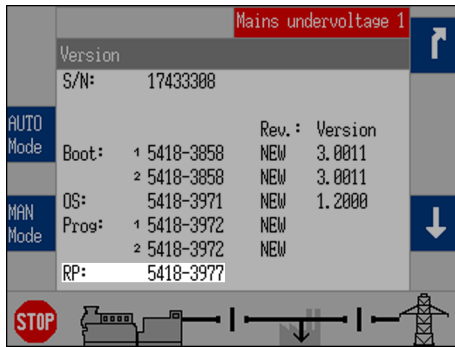 Mains undervoltage 1
Version
S/N: 17433308
AUTO
Mode
Rev.: Version
Boot: 1 5418-3858 NEW 3.0011
2 5418-3858 NEW 3.0011
OS: 5418-3971 NEW 1.2000
MAN
Mode
Prog: 1 5418-3972 NEW
2 5418-3972 NEW
RP: 5418-3977
STOP